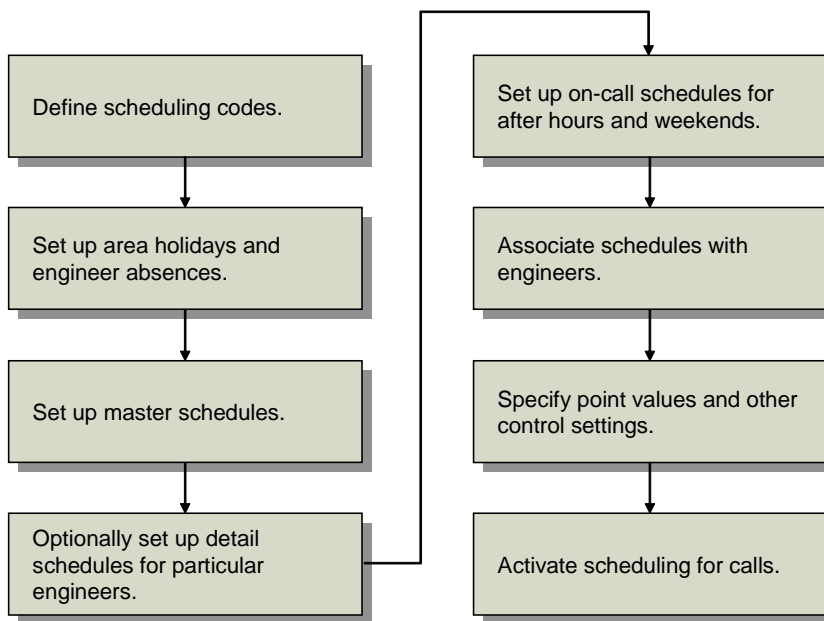 Define scheduling codes.
Set up area holidays and
engineer absences.
Set up master schedules.
Optionally set up detail
schedules for particular
engineers.
Set up on-call schedules for
after hours and weekends.
Associate schedules with
engineers.
Specify point values and other
control settings.
Activate scheduling for calls.